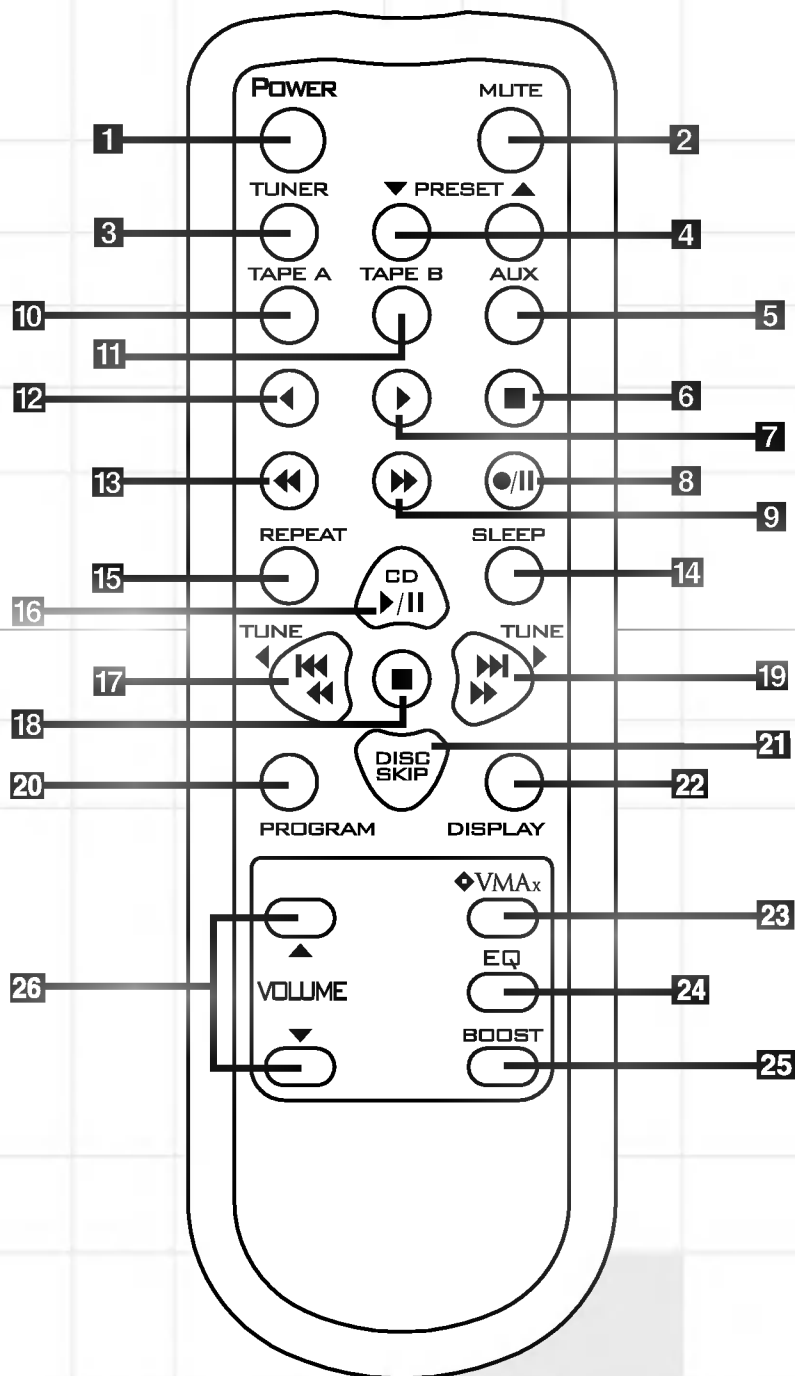 POWER MUTE
1 2
TUNER ▼ PRESET ▲
3 4
TAPE A TAPE B AUX
10 11 5
12 ◀ ▶ ■ 6
7
13 ◀◀ ▶▶ ●/II 8
9
REPEAT SLEEP
15 CD 14
16 ▶/II
TUNE TUNE
◀ ▶
17 |◀◀ ▶▶| 19
◀◀ ■ ▶▶
18
DISC 21
20 SKIP 22
PROGRAM DISPLAY
VMAx
23
▲ EQ
26 VOLUME 24
▼ BOOST
25